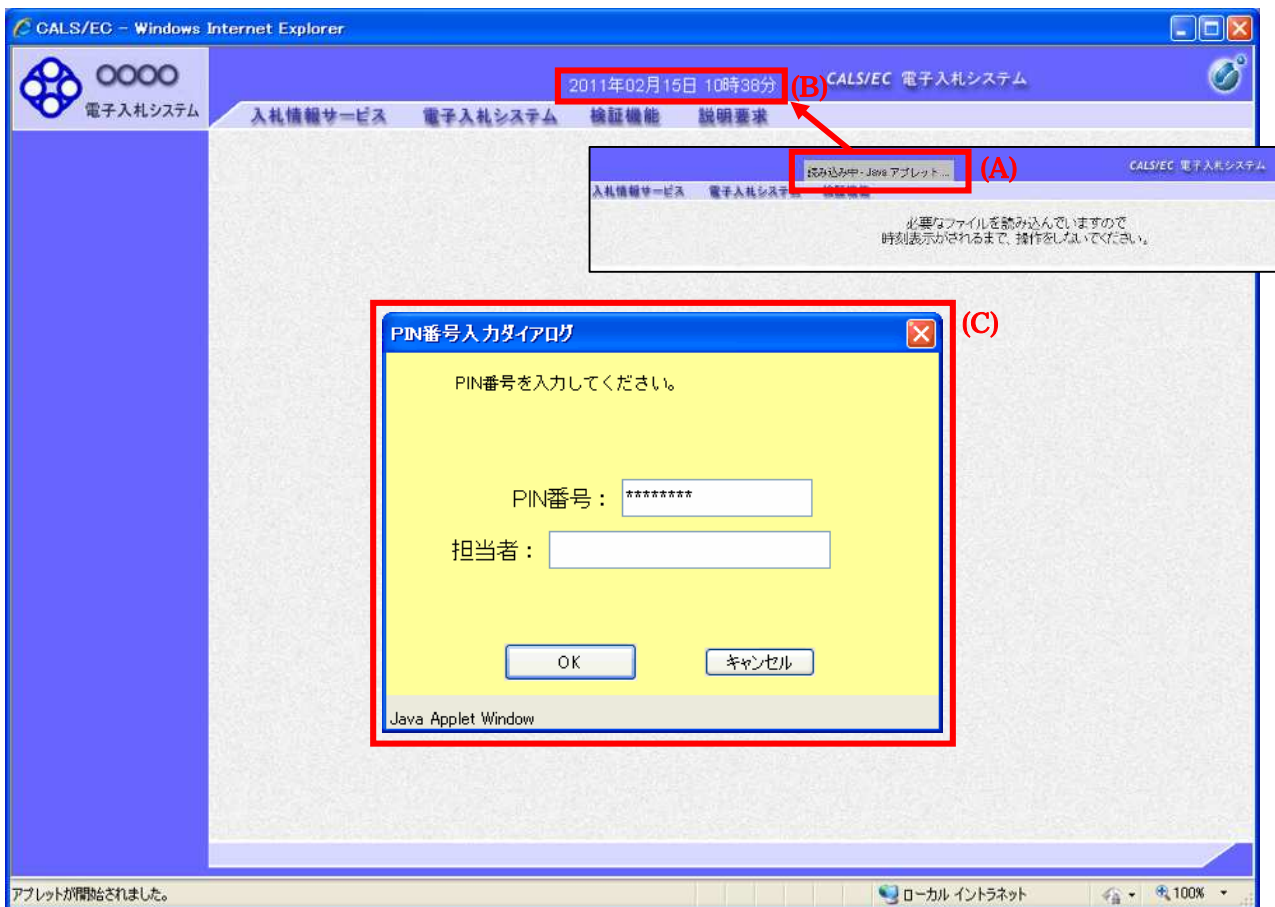 CALS/EC - Windows Internet Explorer
○○○○
電子入札システム
2011年02月15日 10時38分
(B)
CALS/EC 電子入札システム
入札情報サービス 電子入札システム 検証機能 説明要求
読み込み中 - Java アプレット ...
(A)
CALS/EC 電子入札システム
入札情報サービス 電子入札システム 検証機能
必要なファイルを読み込んでいますので
時刻表示がされるまで、操作をしないでください。
(C)
PIN番号入力ダイアログ
PIN番号を入力してください。
PIN番号： ********
担当者：
OK キャンセル
Java Applet Window
アプレットが開始されました。 ローカル イントラネット 100%